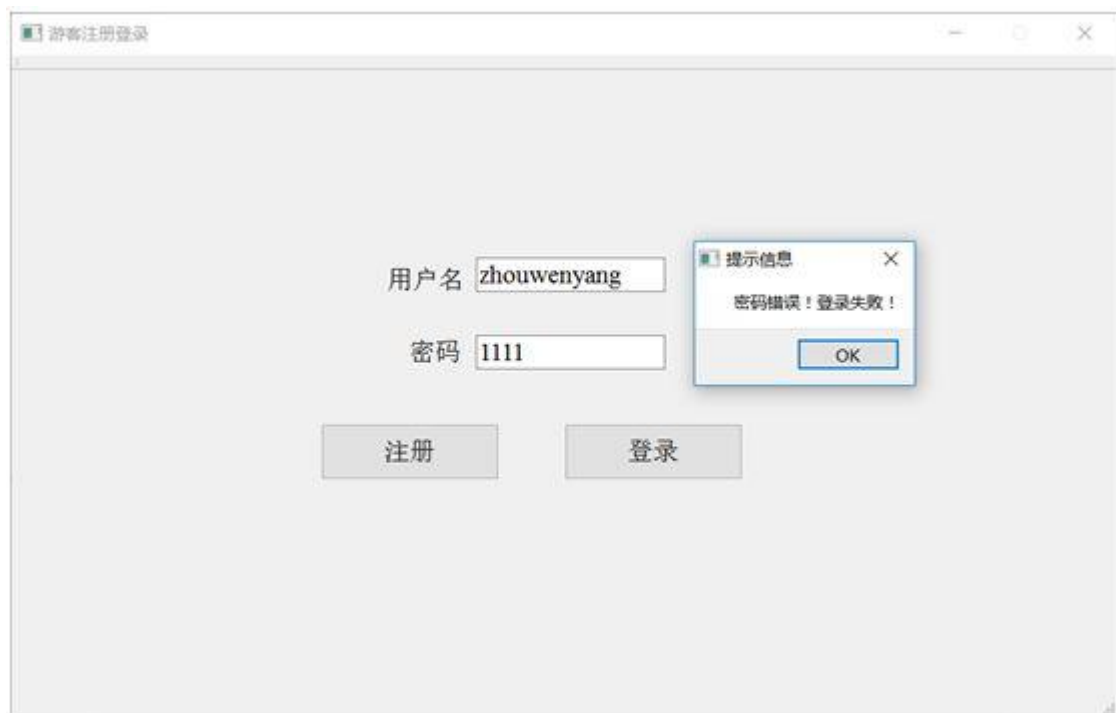 游客注册登录
用户名 zhouwenyang
提示信息
密码错误！登录失败！
密码 1111
OK
注册 登录